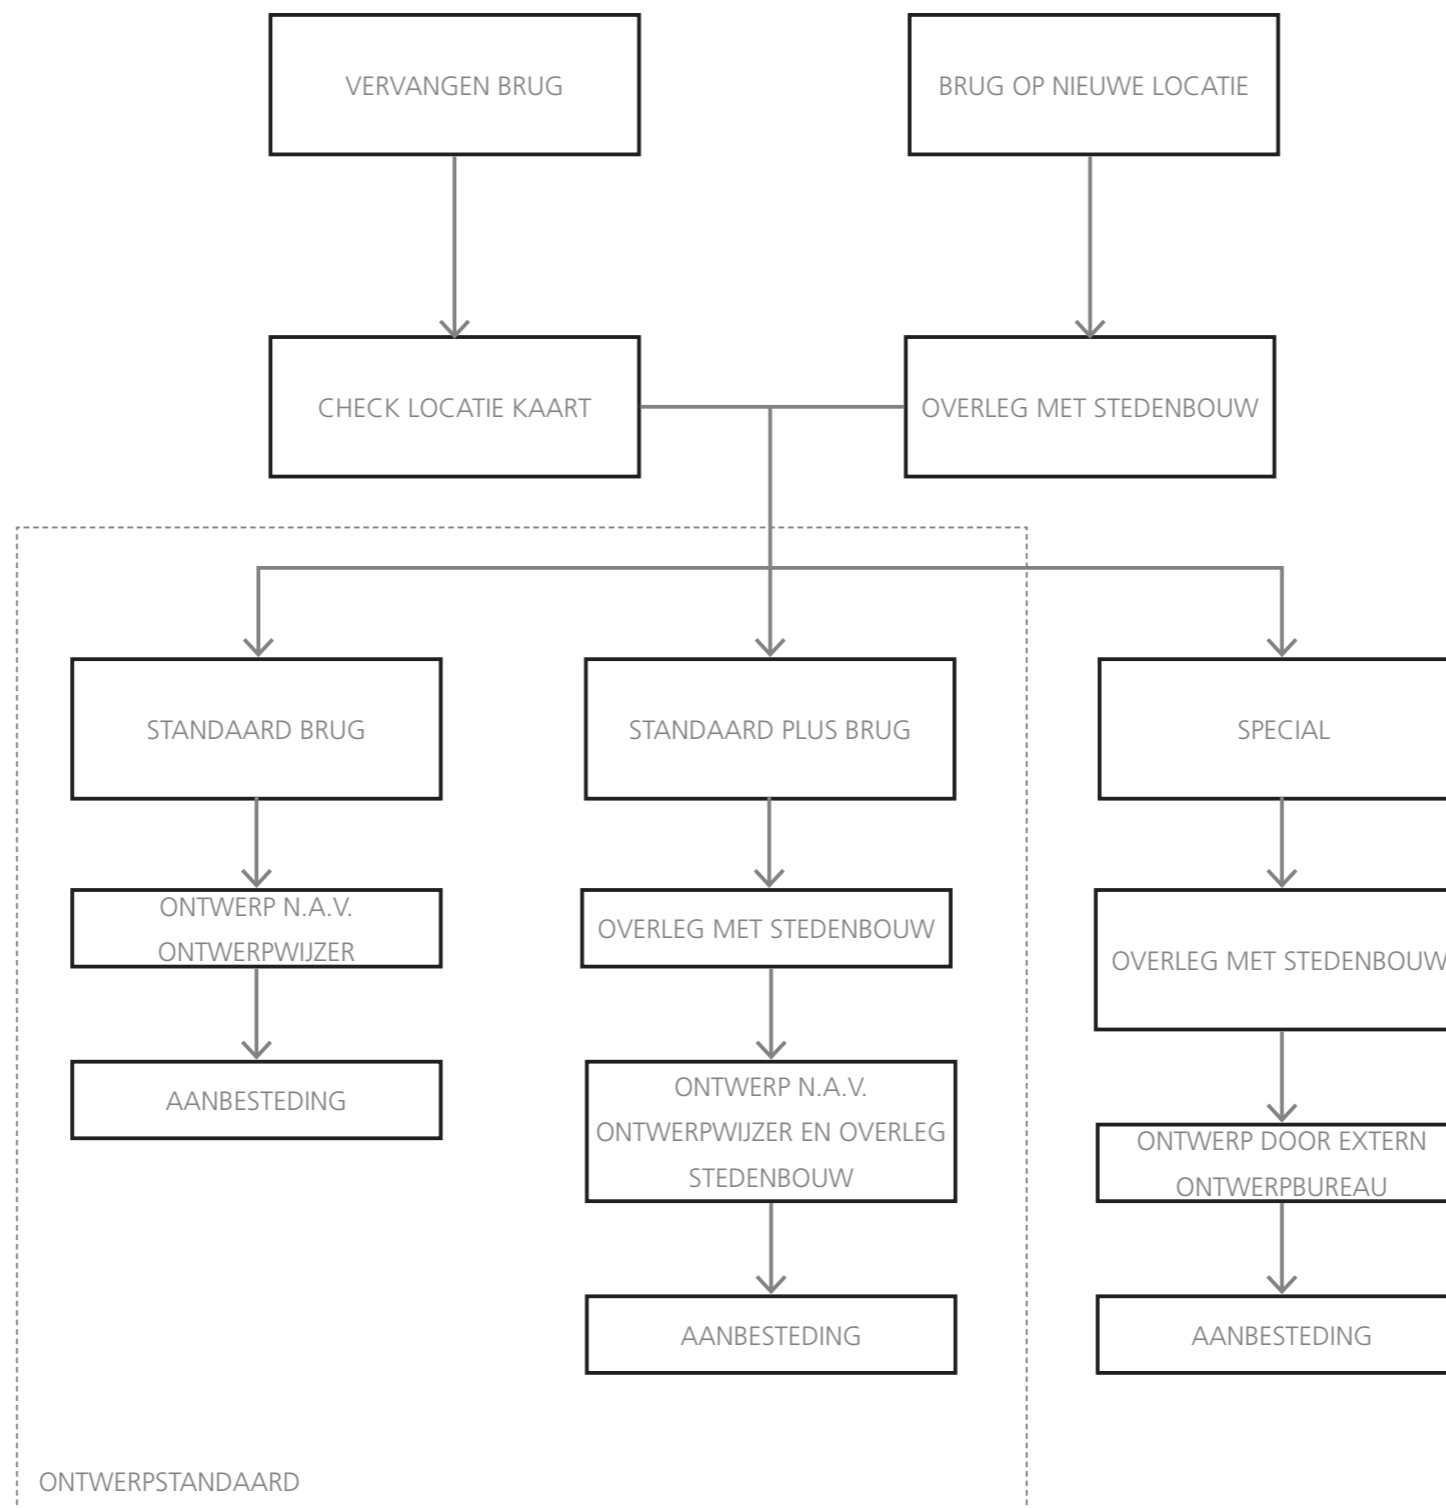 VERVANGEN BRUG
BRUG OP NIEUWE LOCATIE
CHECK LOCATIE KAART
OVERLEG MET STEDENBOUW
STANDAARD BRUG
STANDAARD PLUS BRUG
SPECIAL
ONTWERP N.A.V.
ONTWERPWIJZER
OVERLEG MET STEDENBOUW
OVERLEG MET STEDENBOUW
AANBESTEDING
ONTWERP N.A.V.
ONTWERPWIJZER EN OVERLEG
STEDENBOUW
ONTWERP DOOR EXTERN
ONTWERPBUREAU
AANBESTEDING
AANBESTEDING
ONTWERPSTANDAARD